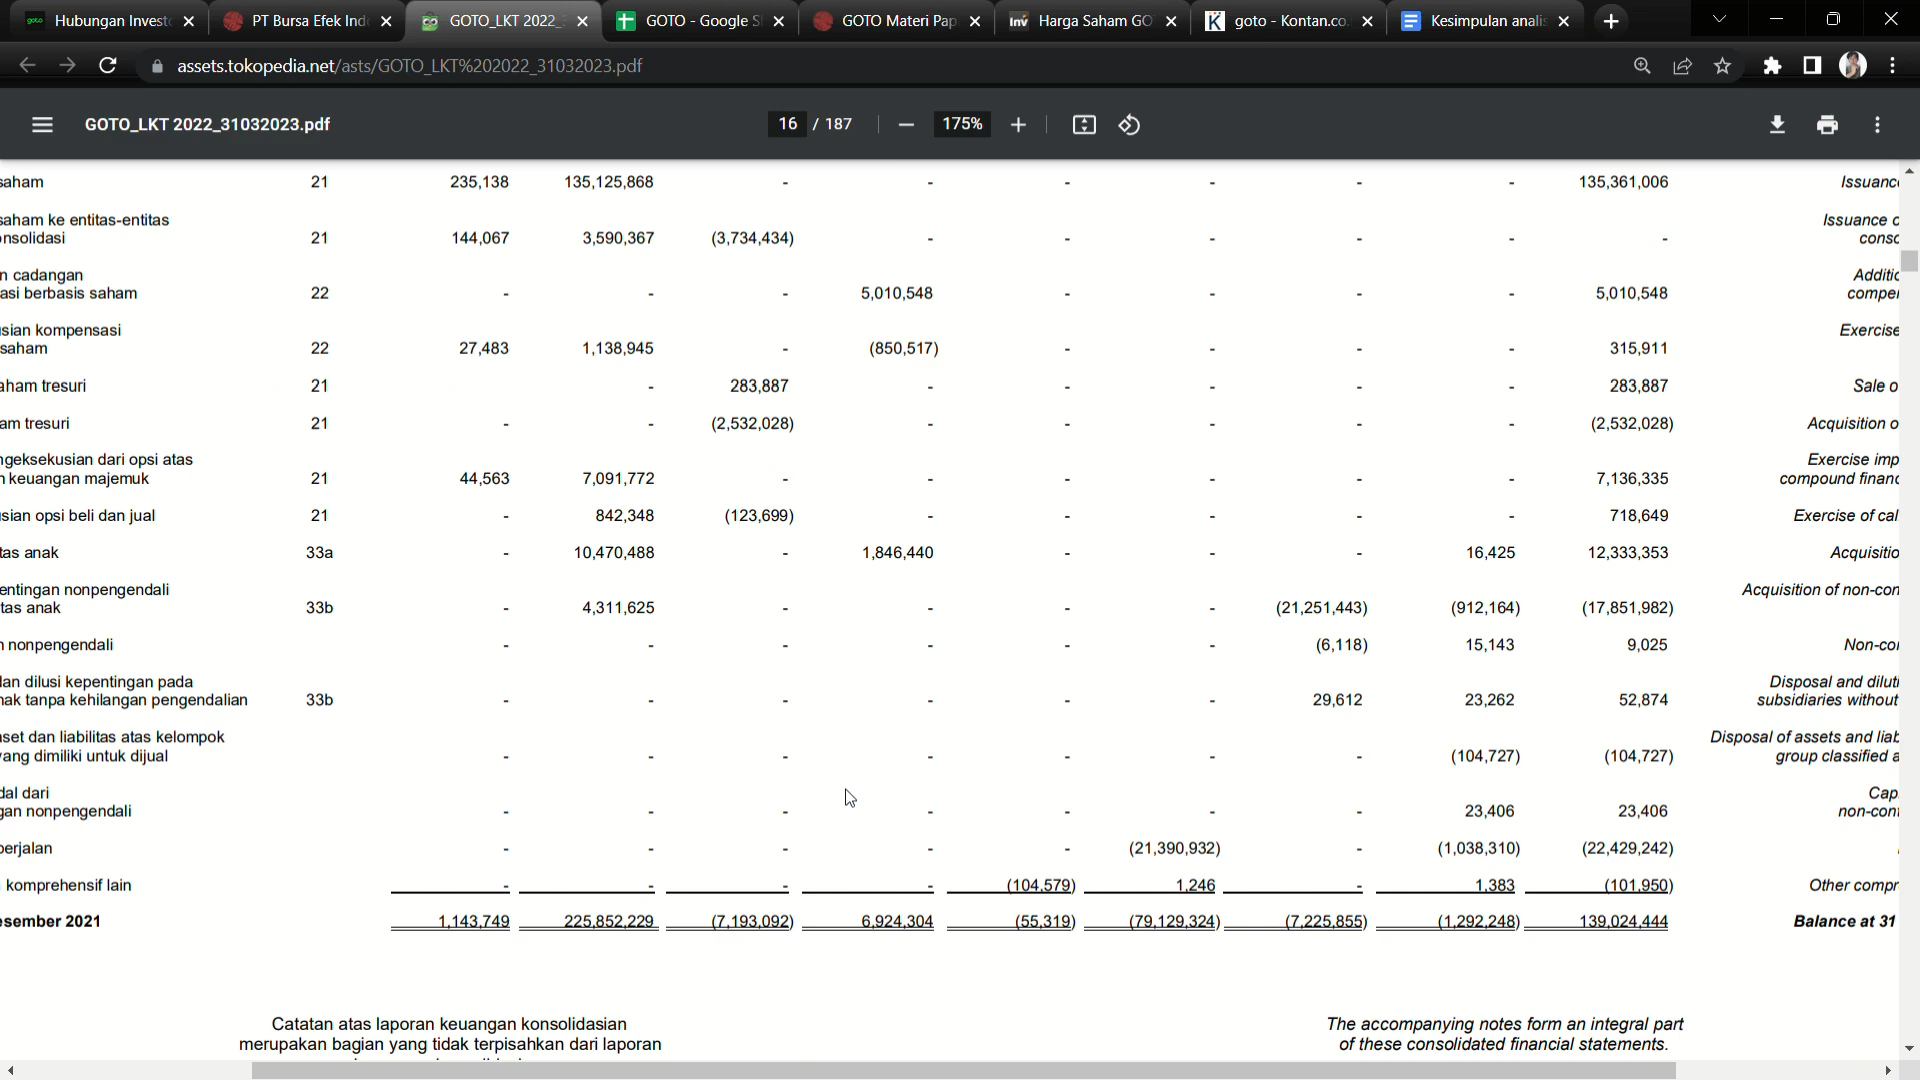 Hubungan Invest
PT Bursa Efek Ind
GOTO_LKT 2022_
GOTO - Google S
GOTO Materi Pap
Harga Saham GO
goto - Kontan.co.
Kesimpulan anali
assets.tokopedia.net/asts/GOTO_LKT%202022_31032023.pdf
GOTO_LKT 2022_31032023.pdf
16 / 187
175%
saham 21 235,138 135,125,868 - - - - - - 135,361,006 Issuanc
saham ke entitas-entitas Issuance o
onsolidasi 21 144,067 3,590,367 (3,734,434) - - - - - - conso
n cadangan Additio
asi berbasis saham 22 - - - 5,010,548 - - - - 5,010,548 compe
sian kompensasi Exercise
saham 22 27,483 1,138,945 - (850,517) - - - - 315,911
aham tresuri 21 - 283,887 - - - - - 283,887 Sale o
am tresuri 21 - - (2,532,028) - - - - - (2,532,028) Acquisition o
ngeksekusian dari opsi atas Exercise imp
n keuangan majemuk 21 44,563 7,091,772 - - - - - - 7,136,335 compound financ
sian opsi beli dan jual 21 - 842,348 (123,699) - - - - - 718,649 Exercise of cal
tas anak 33a - 10,470,488 - 1,846,440 - - - 16,425 12,333,353 Acquisitio
entingan nonpengendali Acquisition of non-con
tas anak 33b - 4,311,625 - - - - (21,251,443) (912,164) (17,851,982)
n nonpengendali - - - - - - (6,118) 15,143 9,025 Non-co
dan dilusi kepentingan pada Disposal and diluti
nak tanpa kehilangan pengendalian 33b - - - - - - 29,612 23,262 52,874 subsidiaries without
set dan liabilitas atas kelompok Disposal of assets and liab
yang dimiliki untuk dijual - - - - - - - (104,727) (104,727) group classified a
dal dari Cap
gan nonpengendali - - - - - - - 23,406 23,406 non-cont
berjalan - - - - - (21,390,932) - (1,038,310) (22,429,242)
komprehensif lain - - - - (104,579) 1,246 - 1,383 (101,950) Other compr
esember 2021 1,143,749 225,852,229 (7,193,092) 6,924,304 (55,319) (79,129,324) (7,225,855) (1,292,248) 139,024,444 Balance at 31
Catatan atas laporan keuangan konsolidasian The accompanying notes form an integral part
merupakan bagian yang tidak terpisahkan dari laporan of these consolidated financial statements.